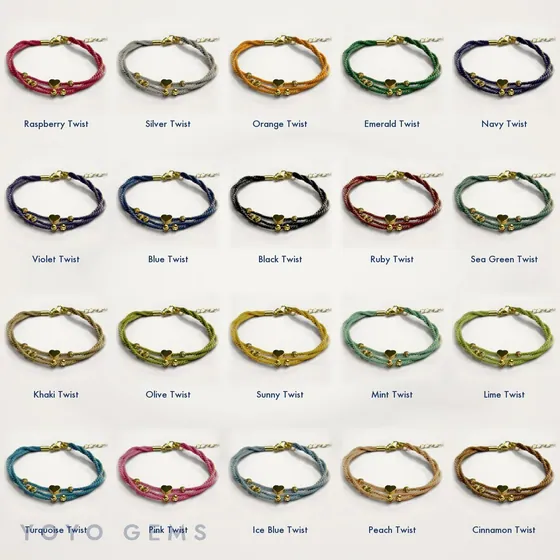 Raspberry Twist
Silver Twist
Orange Twist
Emerald Twist
Navy Twist
Violet Twist
Blue Twist
Black Twist
Ruby Twist
Sea Green Twist
Khaki Twist
Olive Twist
Sunny Twist
Mint Twist
Lime Twist
Turquoise Twist
Pink Twist
Ice Blue Twist
Peach Twist
Cinnamon Twist
YOYO GEMS